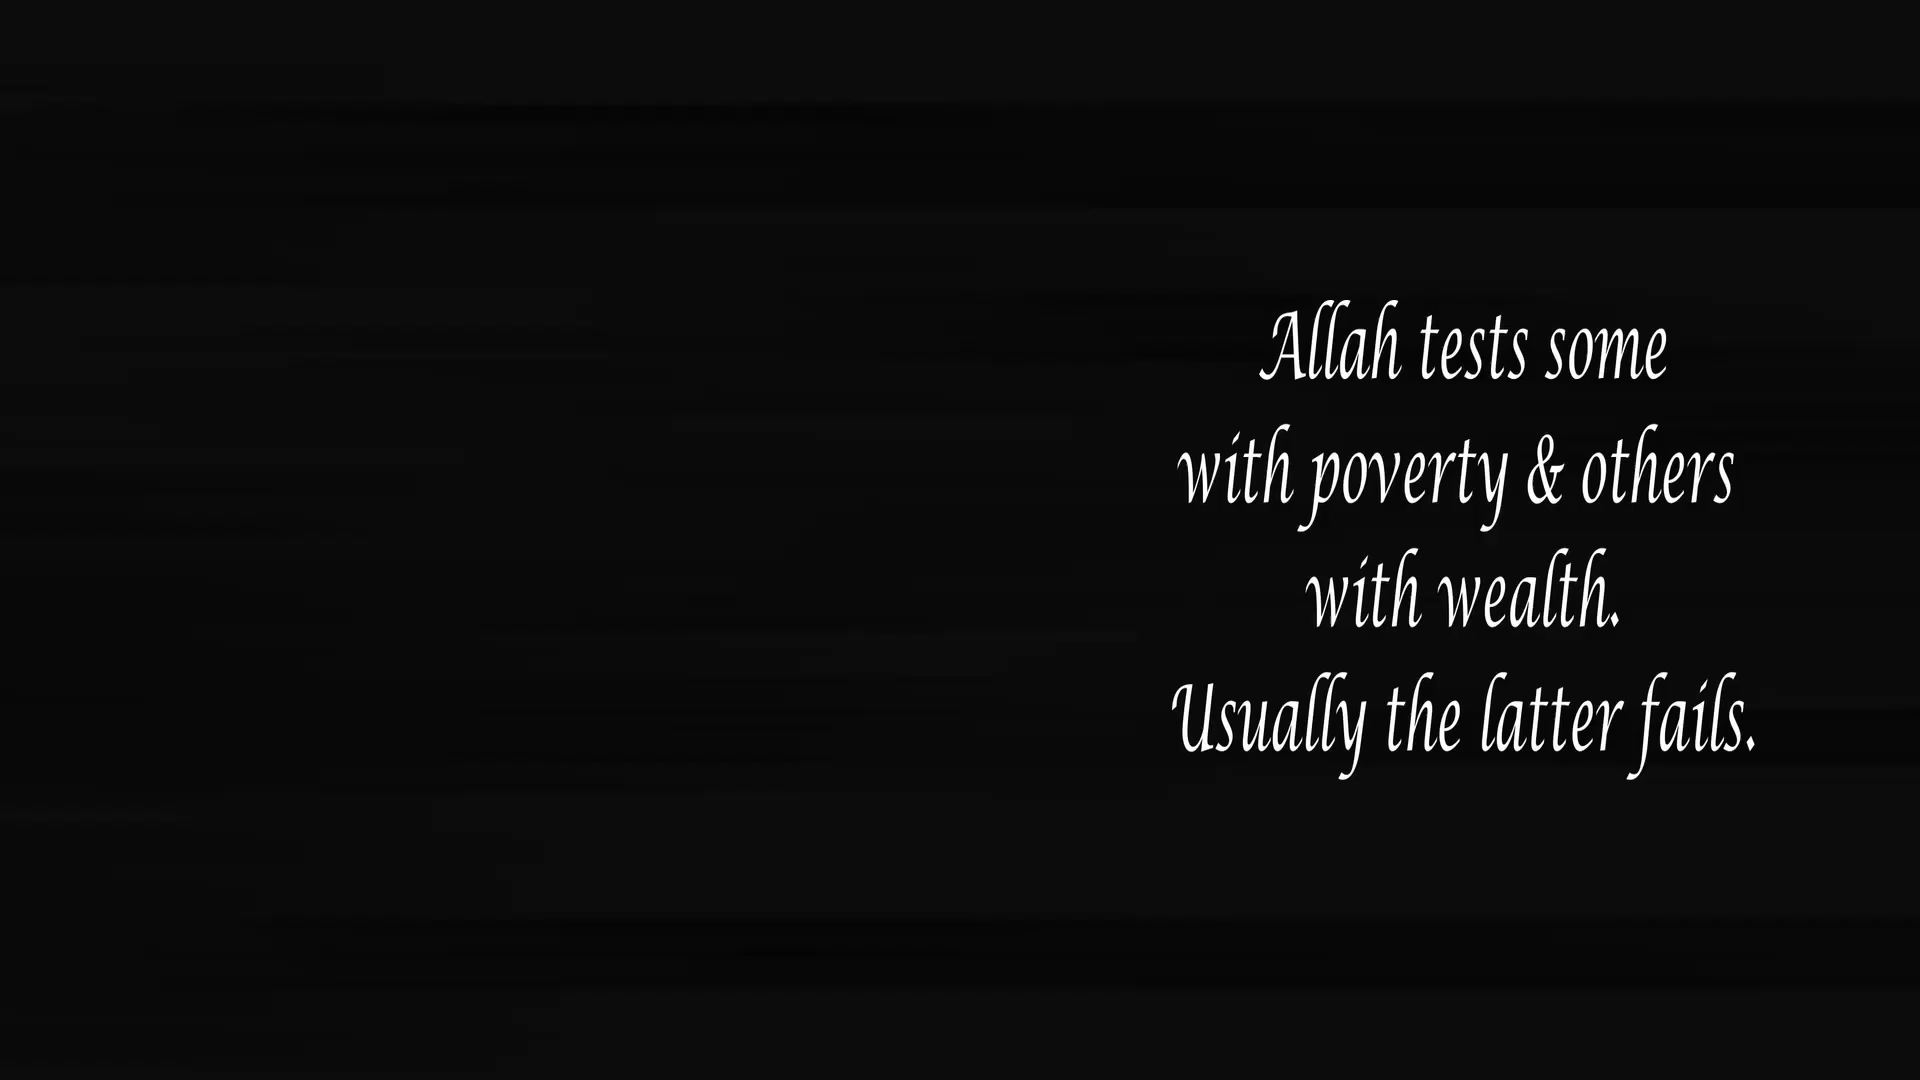 Allah tests some
with poverty & others
with wealth.
Usually the latter fails.